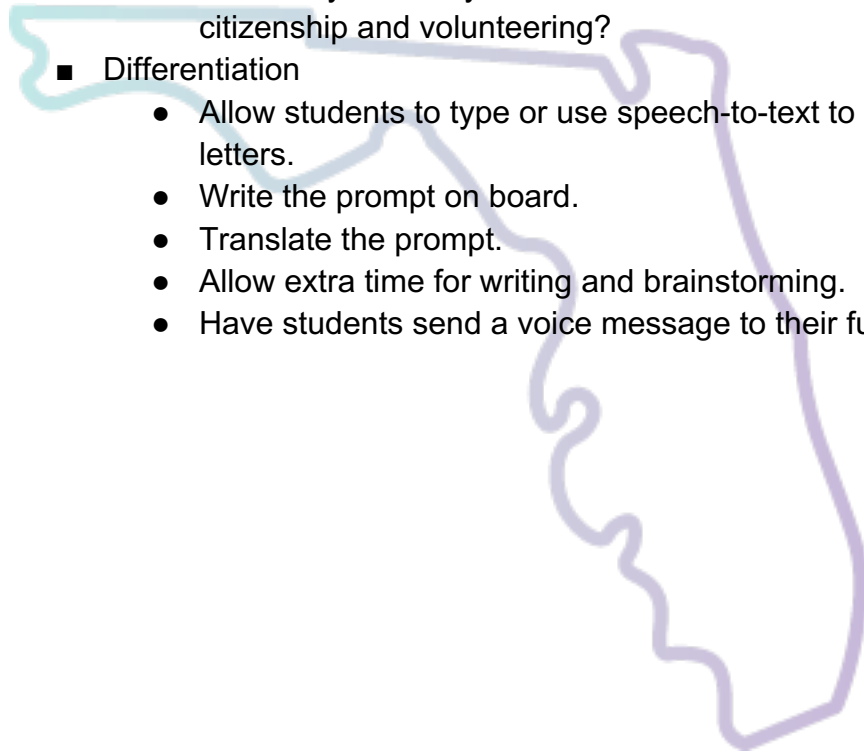 citizenship and volunteering?
■ Differentiation
● Allow students to type or use speech-to-text to
letters.
● Write the prompt on board.
● Translate the prompt.
● Allow extra time for writing and brainstorming.
● Have students send a voice message to their